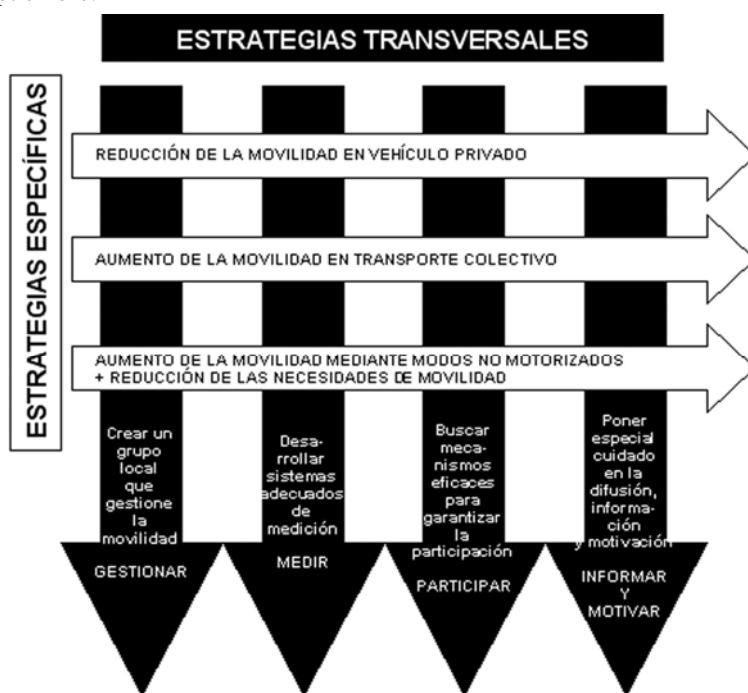 ESTRATEGIAS TRANSVERSALES
ESTRATEGIAS ESPECÍFICAS
REDUCCIÓN DE LA MOVILIDAD EN VEHÍCULO PRIVADO
AUMENTO DE LA MOVILIDAD EN TRANSPORTE COLECTIVO
AUMENTO DE LA MOVILIDAD MEDIANTE MODOS NO MOTORIZADOS
+ REDUCCIÓN DE LAS NECESIDADES DE MOVILIDAD
Crear un
grupo
local
que
gestione
la
movilidad
GESTIONAR
Desa-
rrollar
sistemas
adecuados
de
medición
MEDIR
Buscar
meca-
nismos
eficaces
para
garantizar
la
participación
PARTICIPAR
Poner
especial
cuidado
en la
difusión,
informa-
ción
y motivación
INFORMAR
Y
MOTIVAR